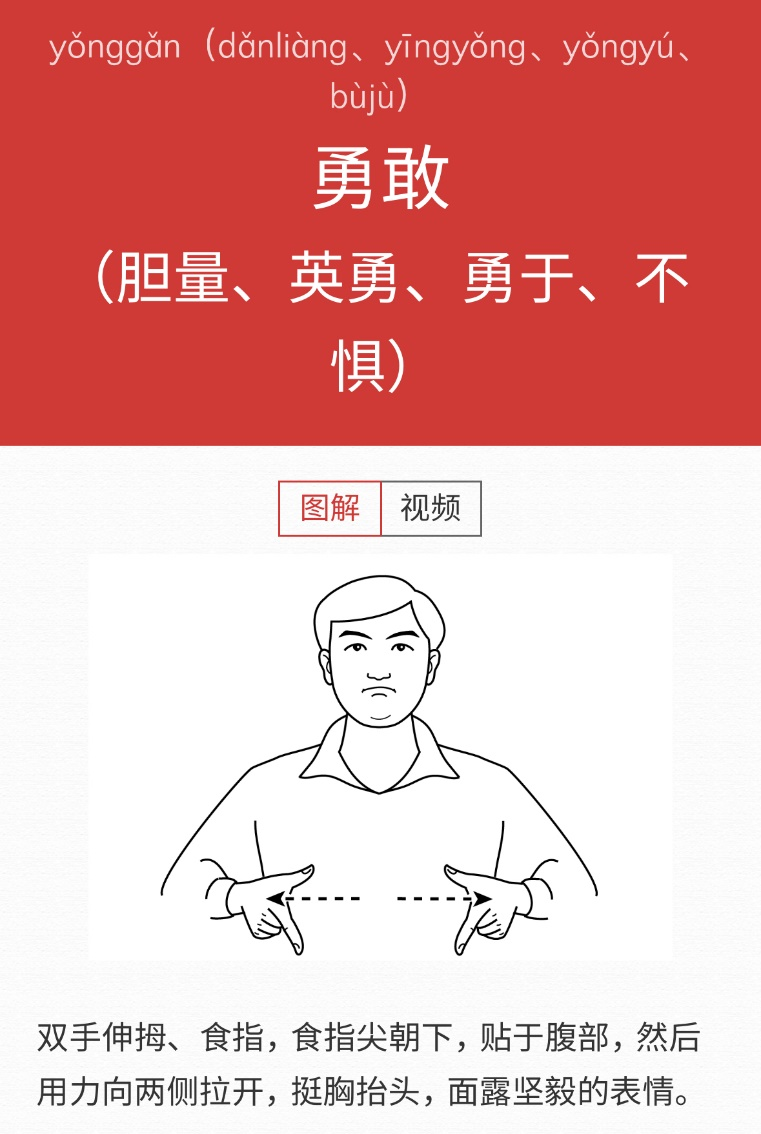 yǒnggǎn（dǎnliàng、yīngyǒng、yǒngyú、
bùjù）
勇敢
（胆量、英勇、勇于、不
惧）
图解 视频
双手伸拇、食指，食指尖朝下，贴于腹部，然后
用力向两侧拉开，挺胸抬头，面露坚毅的表情。